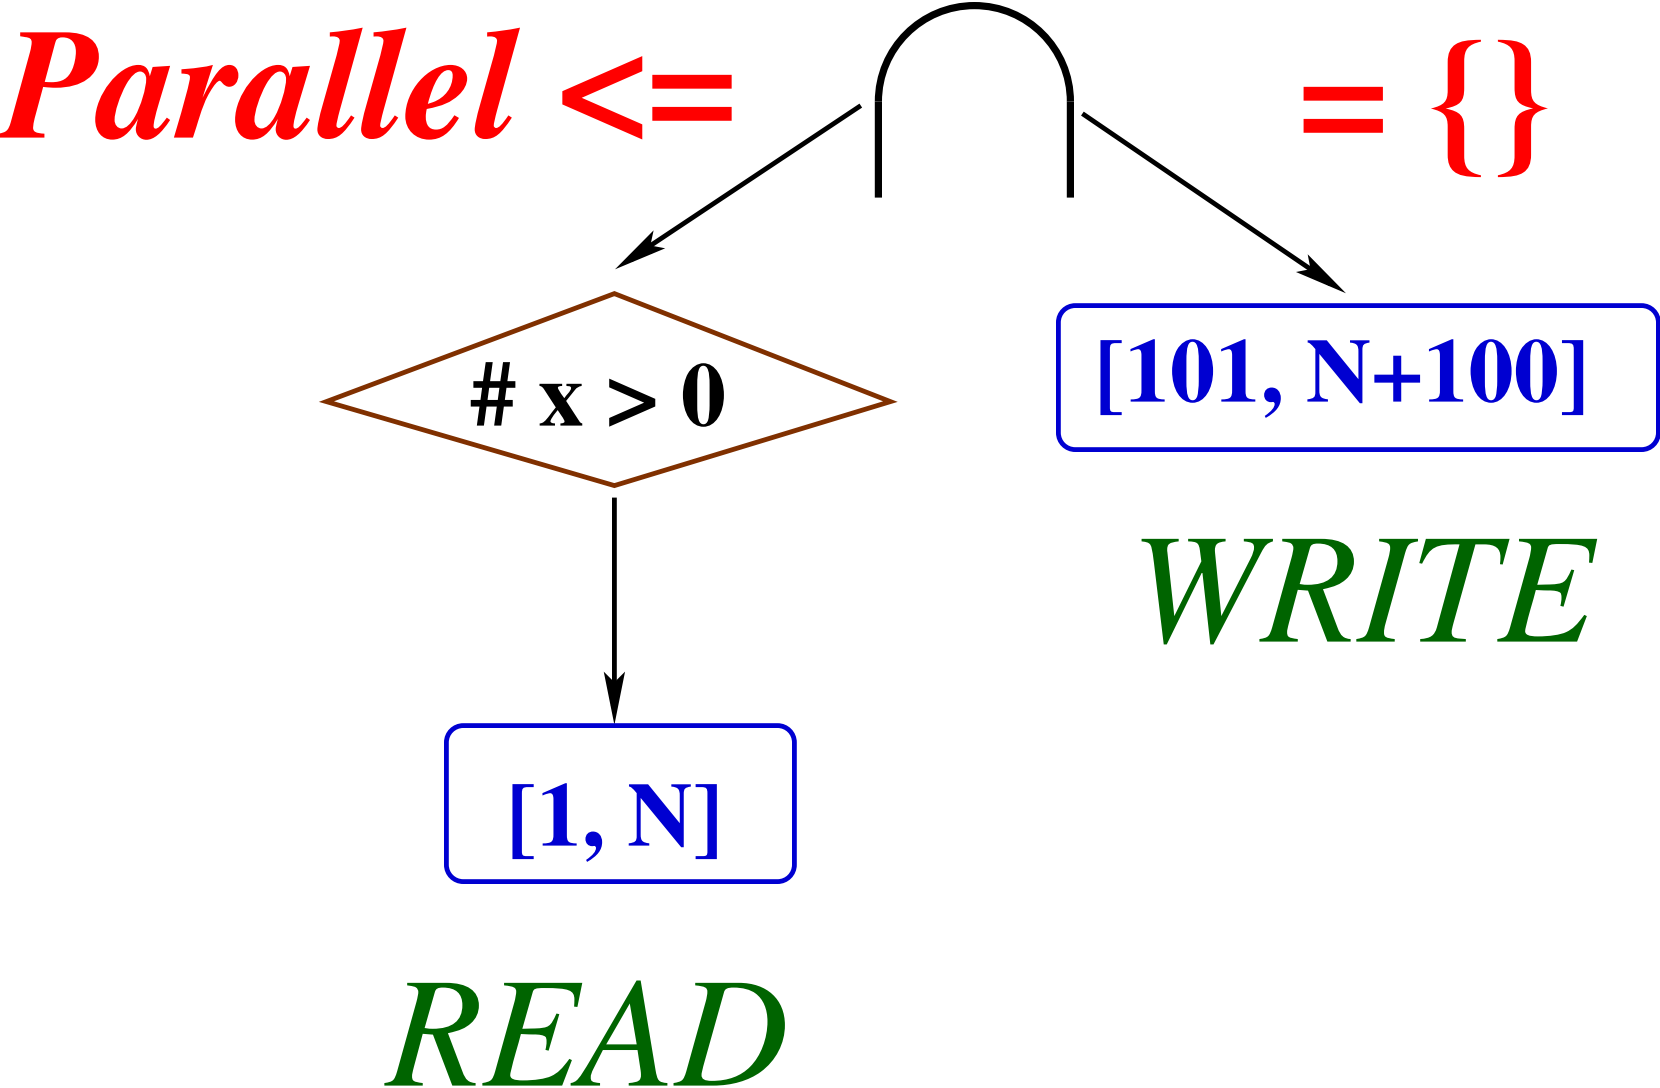 Parallel <= ∩ = {}
# x > 0
[101, N+100]
WRITE
[1, N]
READ